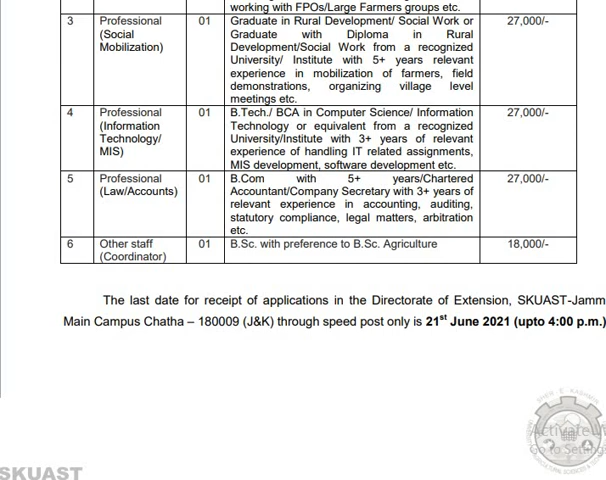 working with FPOs/Large Farmers groups etc.
3 Professional 01 Graduate in Rural Development/ Social Work or 27,000/-
(Social Graduate with Diploma in Rural
Mobilization) Development/Social Work from a recognized
University/ Institute with 5+ years relevant
experience in mobilization of farmers, field
demonstrations, organizing village level
meetings etc.
4 Professional 01 B.Tech./ BCA in Computer Science/ Information 27,000/-
(Information Technology or equivalent from a recognized
Technology/ University/Institute with 3+ years of relevant
MIS) experience of handling IT related assignments,
MIS development, software development etc.
5 Professional 01 B.Com with 5+ years/Chartered 27,000/-
(Law/Accounts) Accountant/Company Secretary with 3+ years of
relevant experience in accounting, auditing,
statutory compliance, legal matters, arbitration
etc.
6 Other staff 01 B.Sc. with preference to B.Sc. Agriculture 18,000/-
(Coordinator)
The last date for receipt of applications in the Directorate of Extension, SKUAST-Jamm
Main Campus Chatha – 180009 (J&K) through speed post only is 21st June 2021 (upto 4:00 p.m.)
Activate Wi
Go to Settings
SKUAST